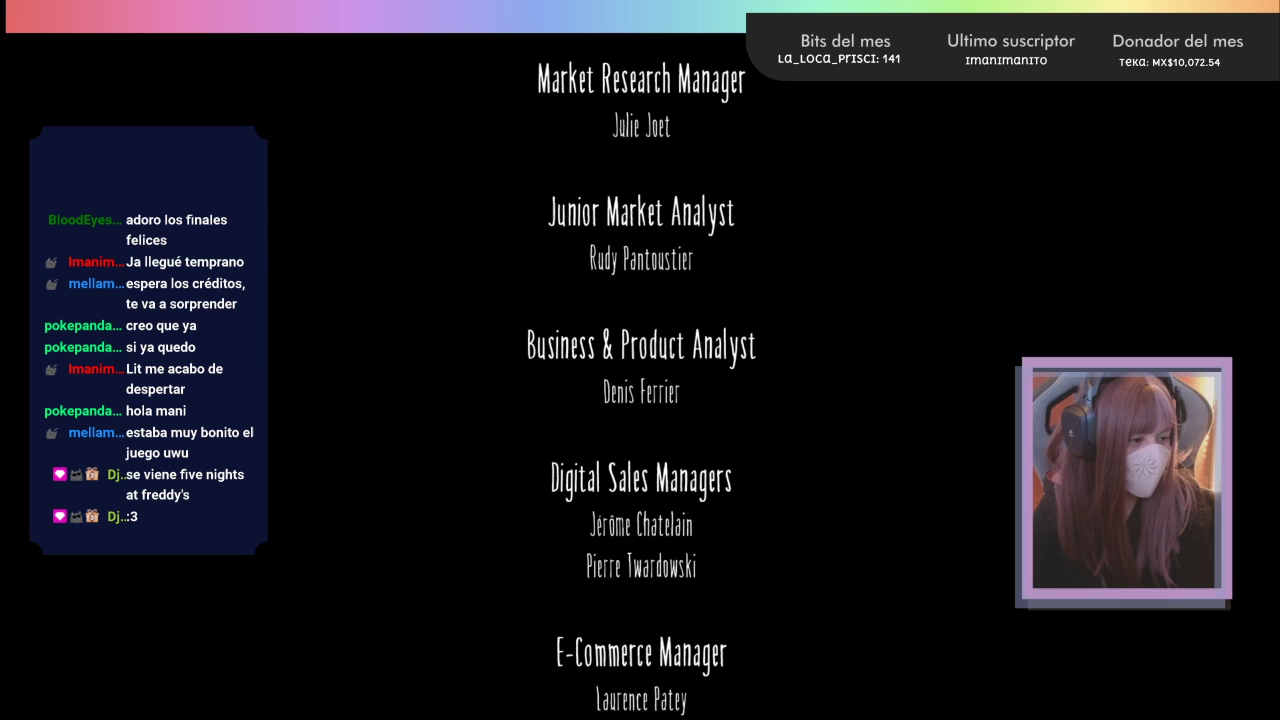 Bits del mes
La_Loca_Prisci: 141
Ultimo suscriptor
Imanimanito
Donador del mes
Teka: MX$10,072.54
BloodEyes... adoro los finales
felices
Imanim... Ja llegué temprano
mellam... espera los créditos,
te va a sorprender
pokepanda... creo que ya
pokepanda... si ya quedo
Imanim... Lit me acabo de
despertar
pokepanda... hola mani
mellam... estaba muy bonito el
juego uwu
Dj... se viene five nights
at freddy's
Dj... :3
Market Research Manager
Julie Joet
Junior Market Analyst
Rudy Pantoustier
Business & Product Analyst
Denis Ferrier
Digital Sales Managers
Jérôme Chatelain
Pierre Twardowski
E-Commerce Manager
Laurence Patey